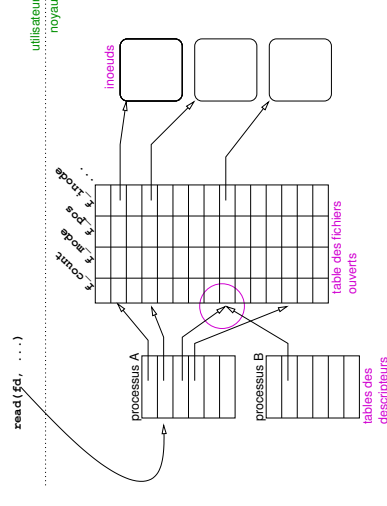 utilisateur
noyau
read(fd, ...)
processus A
processus B
tables des
descripteurs
f_count
f_mode
f_pos
f_inode
...
table des fichiers
ouverts
inoeuds